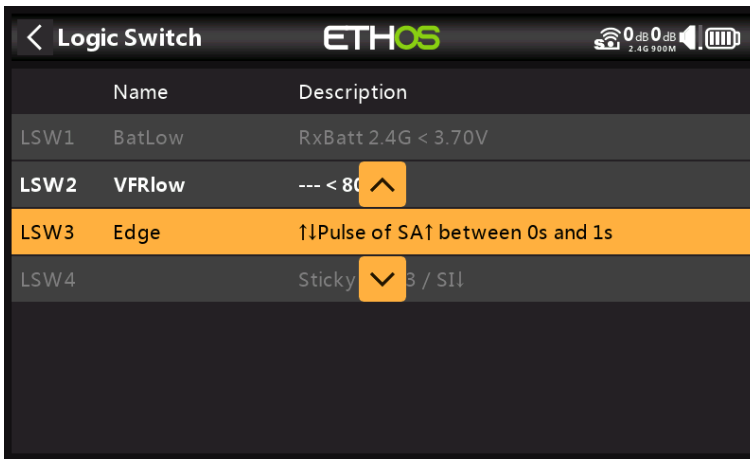 Logic Switch ETHOS 0dB 0dB
2.4G 900M
Name Description
LSW1 BatLow RxBatt 2.4G < 3.70V
LSW2 VFRlow --- < 80
LSW3 Edge ↑↓Pulse of SA↑ between 0s and 1s
LSW4 Sticky 3 / SI↓